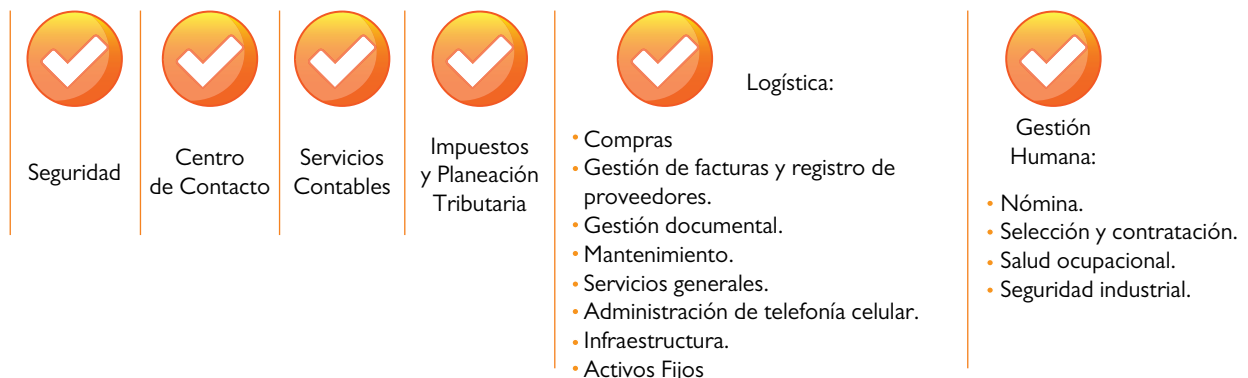 Seguridad
Centro
de Contacto
Servicios
Contables
Impuestos
y Planeación
Tributaria
Logística:
• Compras
• Gestión de facturas y registro de
proveedores.
• Gestión documental.
• Mantenimiento.
• Servicios generales.
• Administración de telefonía celular.
• Infraestructura.
• Activos Fijos
Gestión
Humana:
• Nómina.
• Selección y contratación.
• Salud ocupacional.
• Seguridad industrial.